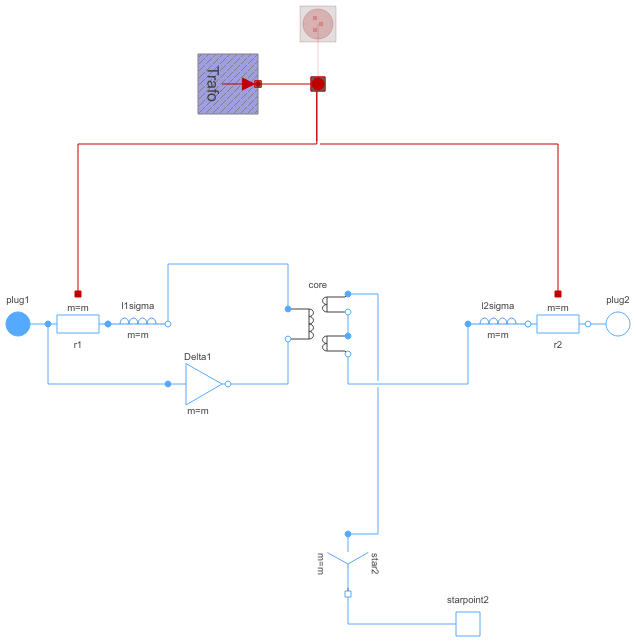 Trafo
core
plug1
m=m
l1sigma
m=m
r1
l2sigma
m=m
m=m
r2
plug2
Delta1
m=m
m=m
star2
starpoint2